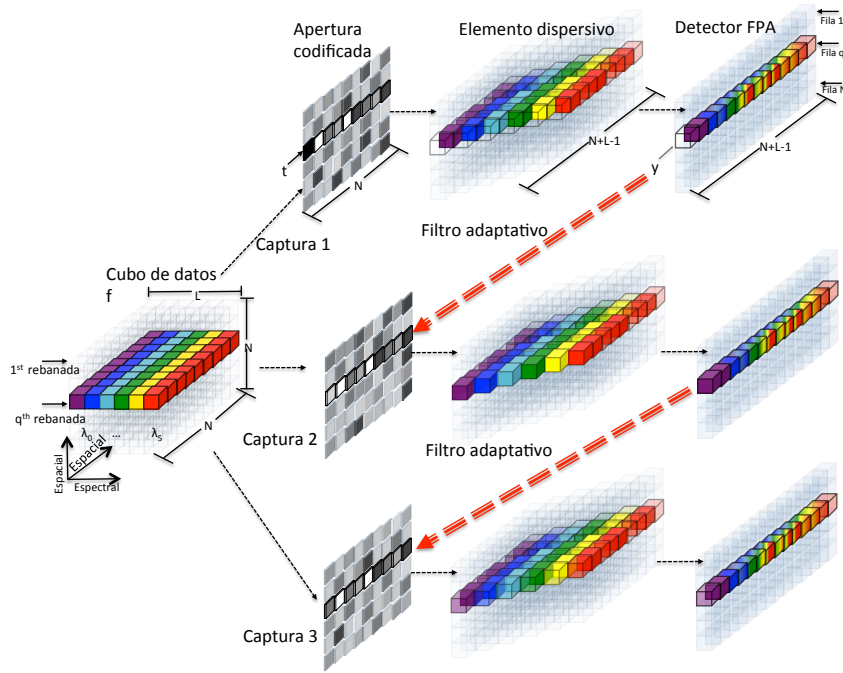 Apertura
codificada
Elemento dispersivo
Detector FPA
Fila 1
Fila q
Fila N
t
N
N+L-1
y
N+L-1
Captura 1
Filtro adaptativo
Cubo de datos
f
L
N
1st rebanada
qth rebanada
N
λ0 ... λS
Espacial
Espacial
Espectral
Captura 2
Filtro adaptativo
Captura 3